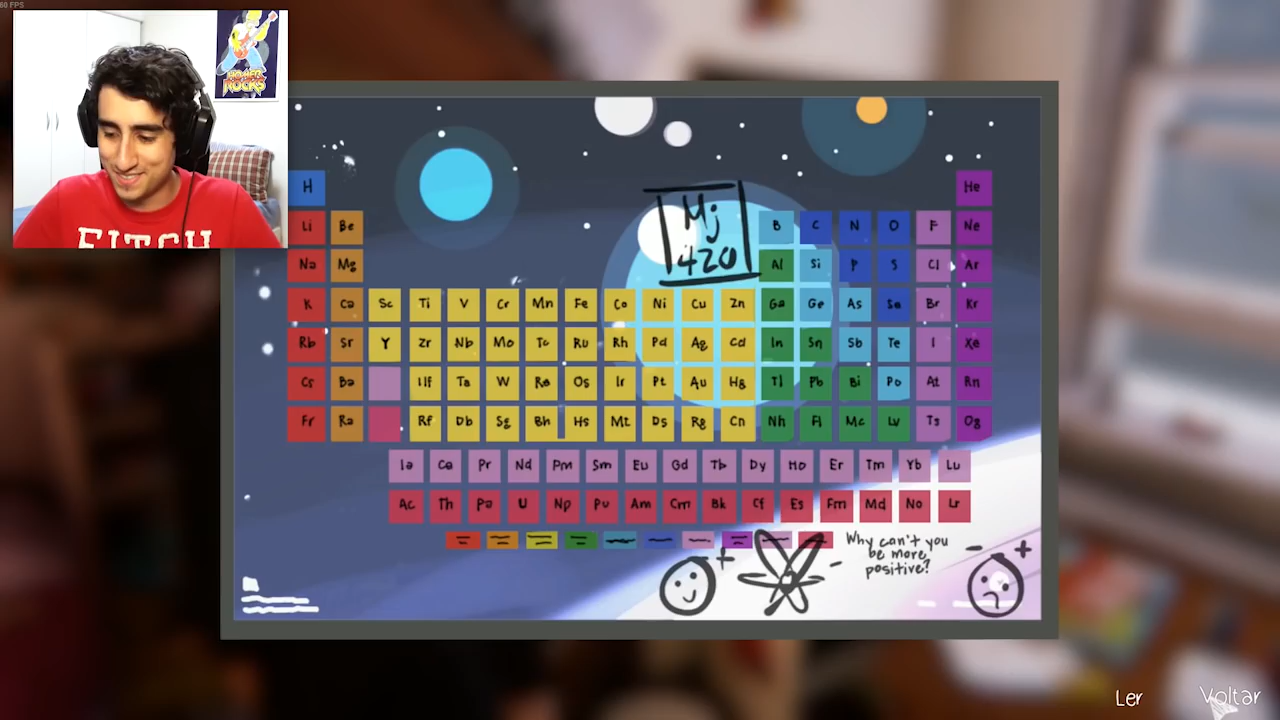 60 FPS
HOMER
ROCKS
FITCH
Mj
420
H He
Li Be B C N O F Ne
Na Mg Al Si P S Cl Ar
K Ca Sc Ti V Cr Mn Fe Co Ni Cu Zn Ga Ge As Se Br Kr
Rb Sr Y Zr Nb Mo Tc Ru Rh Pd Ag Cd In Sn Sb Te I Xe
Cs Ba Hf Ta W Re Os Ir Pt Au Hg Tl Pb Bi Po At Rn
Fr Ra Rf Db Sg Bh Hs Mt Ds Rg Cn Nh Fl Mc Lv Ts Og
la Ce Pr Nd Pm Sm Eu Gd Tb Dy Ho Er Tm Yb Lu
Ac Th Pa U Np Pu Am Cm Bk Cf Es Fm Md No Lr
Why can't you
be more
positive?
+ - - +
Ler Voltar